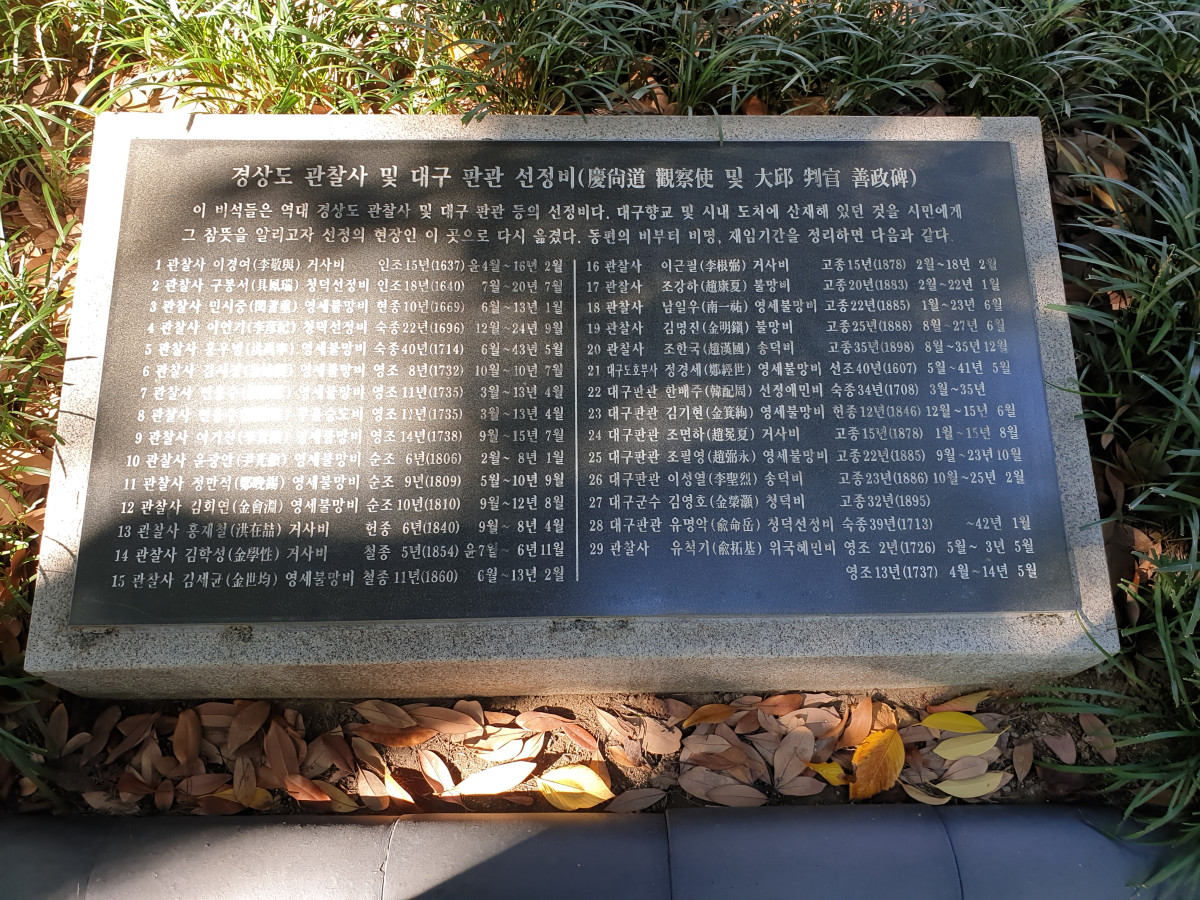 경상도 관찰사 및 대구 판관 선정비(慶尙道 觀察使 및 大邱 判官 善政碑)
이 비석들은 역대 경상도 관찰사 및 대구 판관 등의 선정비다. 대구향교 및 시내 도처에 산재해 있던 것을 시민에게
그 참뜻을 알리고자 선정의 현장인 이 곳으로 다시 옮겼다. 동편의 비부터 비명, 재임기간을 정리하면 다음과 같다.
1 관찰사 이경여(李敬輿) 거사비 인조15년(1637) 윤4월~16년 2월
2 관찰사 구봉서(具鳳瑞) 청덕선정비 인조18년(1640) 7월~20년 7월
3 관찰사 민시중(閔蓍重) 영세불망비 현종10년(1669) 6월~13년 1월
4 관찰사 이언기(李彦紀) 청덕선정비 숙종22년(1696) 12월~24년 9월
5 관찰사 홍우녕 영세불망비 숙종40년(1714) 6월~43년 5월
6 관찰사 영세불망비 영조 8년(1732) 10월~10년 7월
7 관찰사 영세불망비 영조11년(1735) 3월~13년 4월
8 관찰사 영조11년(1735) 3월~13년 4월
9 관찰사 이기진 영세불망비 영조14년(1738) 9월~15년 7월
10 관찰사 윤광안(尹光顔) 영세불망비 순조 6년(1806) 2월~ 8년 1월
11 관찰사 정만석(鄭晩錫) 영세불망비 순조 9년(1809) 5월~10년 9월
12 관찰사 김회연(金會淵) 영세불망비 순조10년(1810) 9월~12년 8월
13 관찰사 홍재철(洪在喆) 거사비 헌종 6년(1840) 9월~ 8년 4월
14 관찰사 김학성(金學性) 거사비 철종 5년(1854) 윤7월~ 6년11월
15 관찰사 김세균(金世均) 영세불망비 철종11년(1860) 6월~13년 2월
16 관찰사 이근필(李根弼) 거사비 고종15년(1878) 2월~18년 2월
17 관찰사 조강하(趙康夏) 불망비 고종20년(1883) 2월~22년 1월
18 관찰사 남일우(南一祐) 영세불망비 고종22년(1885) 1월~23년 6월
19 관찰사 김명진(金明鎭) 불망비 고종25년(1888) 8월~27년 6월
20 관찰사 조한국(趙漢國) 송덕비 고종35년(1898) 8월~35년12월
21 대구도호부사 정경세(鄭經世) 영세불망비 선조40년(1607) 5월~41년 5월
22 대구판관 한배주(韓配周) 선정애민비 숙종34년(1708) 3월~35년
23 대구판관 김기현(金箕絢) 영세불망비 헌종12년(1846) 12월~15년 6월
24 대구판관 조면하(趙冕夏) 거사비 고종15년(1878) 1월~15년 8월
25 대구판관 조필영(趙弼永) 영세불망비 고종22년(1885) 9월~23년10월
26 대구판관 이성열(李聖烈) 송덕비 고종23년(1886) 10월~25년 2월
27 대구군수 김영호(金榮灝) 청덕비 고종32년(1895)
28 대구판관 유명악(兪命岳) 청덕선정비 숙종39년(1713) ~42년 1월
29 관찰사 유척기(兪拓基) 위국혜민비 영조 2년(1726) 5월~ 3년 5월
영조13년(1737) 4월~14년 5월